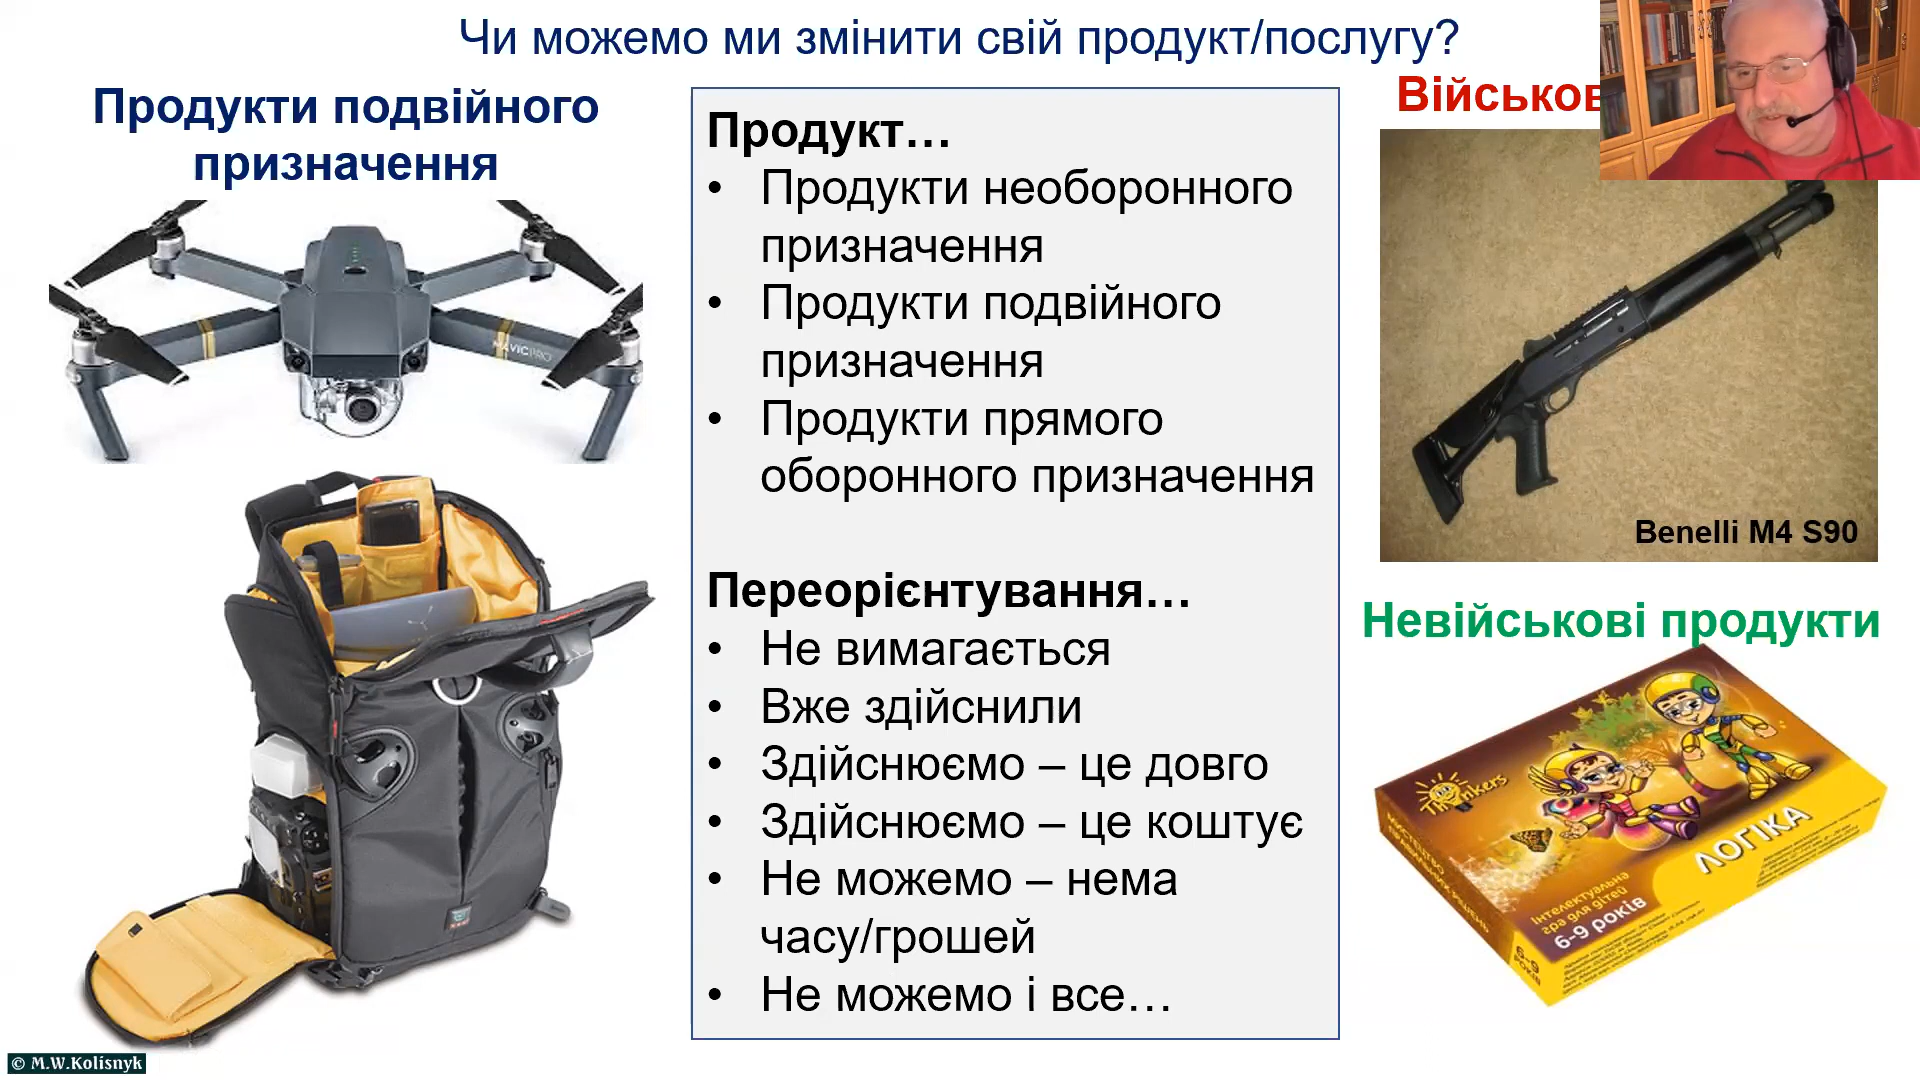 Чи можемо ми змінити свій продукт/послугу?
Продукти подвійного
призначення
MAVIC PRO
Продукт…
• Продукти необоронного
призначення
• Продукти подвійного
призначення
• Продукти прямого
оборонного призначення
Переорієнтування…
• Не вимагається
• Вже здійснили
• Здійснюємо – це довго
• Здійснюємо – це коштує
• Не можемо – нема
часу/грошей
• Не можемо і все…
Військов
Benelli M4 S90
Невійськові продукти
Thinkers
ЛОГІКА
Інтелектуальна
гра для дітей
6-9 років
© M.W.Kolisnyk